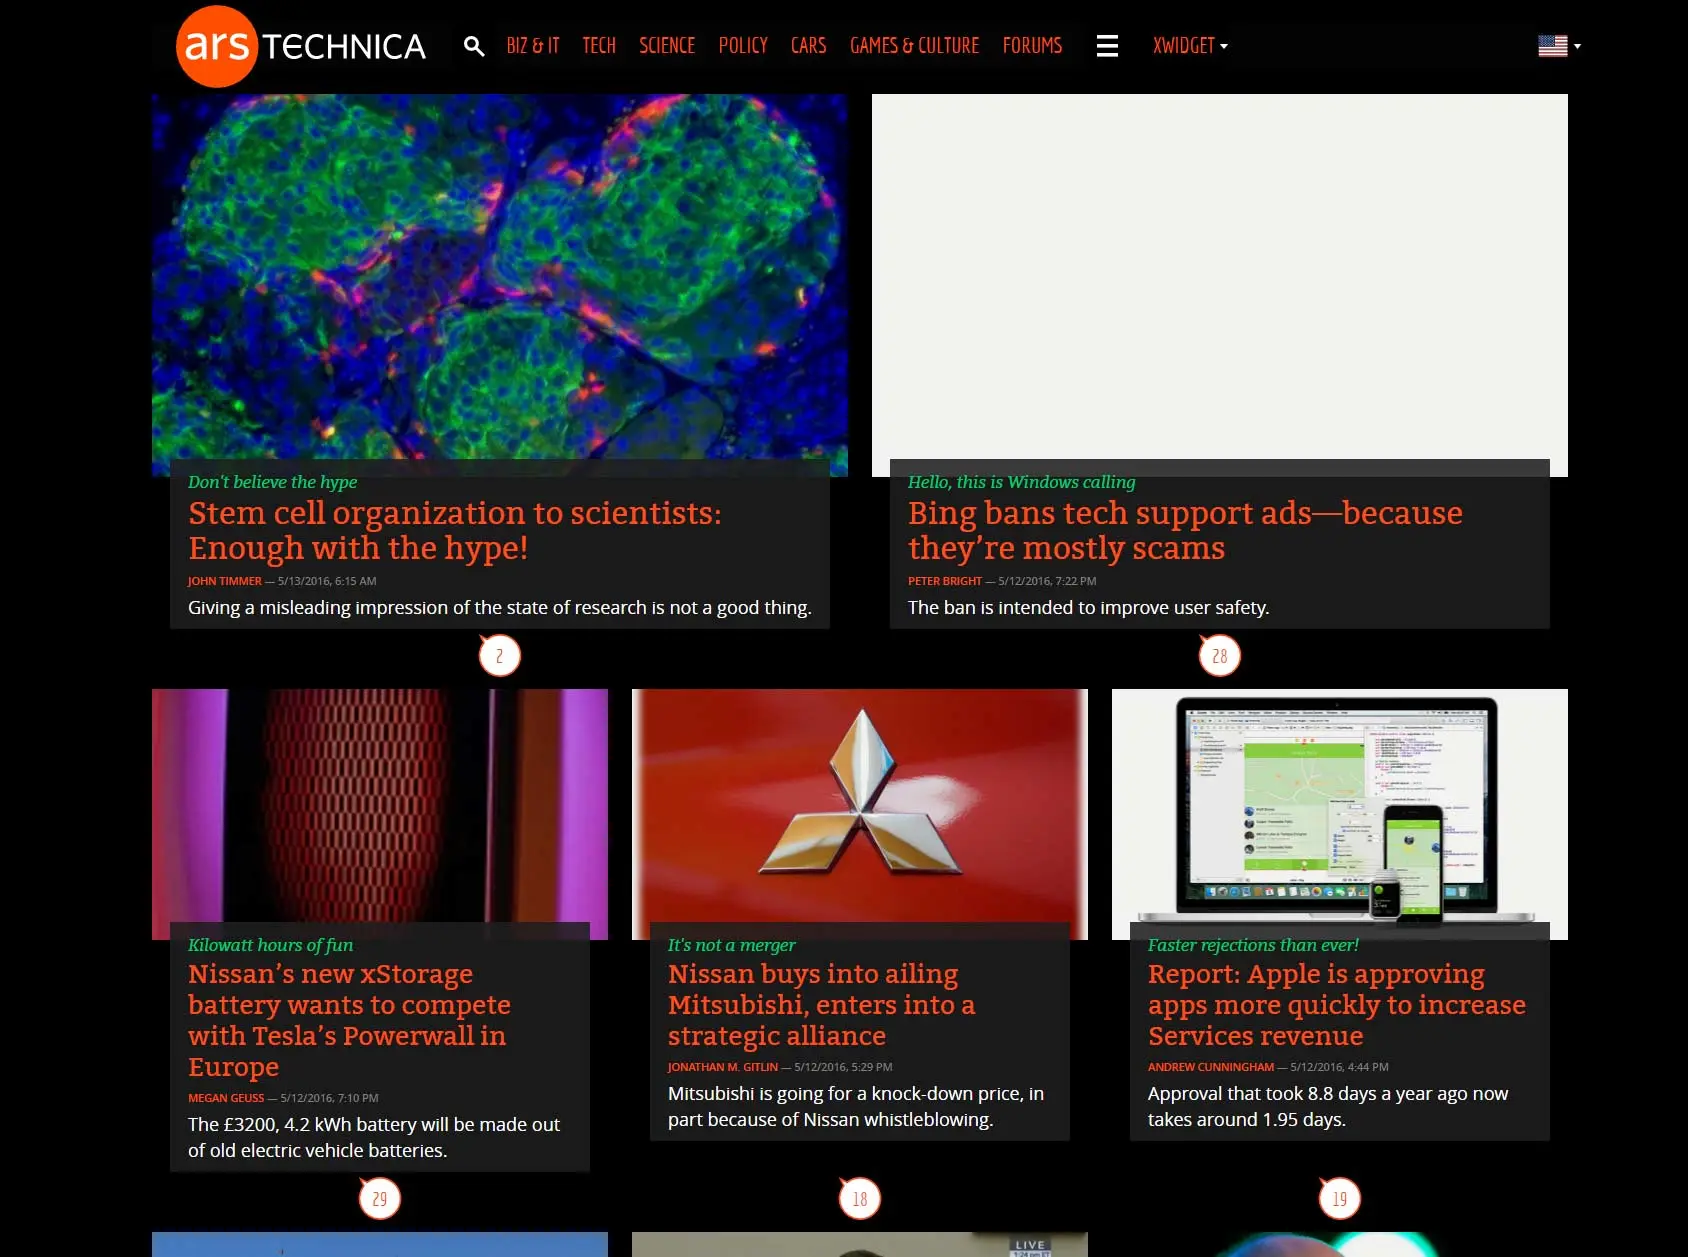 ars TECHNICA
BIZ & IT TECH SCIENCE POLICY CARS GAMES & CULTURE FORUMS XWIDGET
Don't believe the hype
Stem cell organization to scientists:
Enough with the hype!
JOHN TIMMER — 5/13/2016, 6:15 AM
Giving a misleading impression of the state of research is not a good thing.
2
Hello, this is Windows calling
Bing bans tech support ads—because
they’re mostly scams
PETER BRIGHT — 5/12/2016, 7:22 PM
The ban is intended to improve user safety.
28
Kilowatt hours of fun
Nissan’s new xStorage
battery wants to compete
with Tesla’s Powerwall in
Europe
MEGAN GEUSS — 5/12/2016, 7:10 PM
The £3200, 4.2 kWh battery will be made out
of old electric vehicle batteries.
29
It's not a merger
Nissan buys into ailing
Mitsubishi, enters into a
strategic alliance
JONATHAN M. GITLIN — 5/12/2016, 5:29 PM
Mitsubishi is going for a knock-down price, in
part because of Nissan whistleblowing.
18
Faster rejections than ever!
Report: Apple is approving
apps more quickly to increase
Services revenue
ANDREW CUNNINGHAM — 5/12/2016, 4:44 PM
Approval that took 8.8 days a year ago now
takes around 1.95 days.
19
LIVE